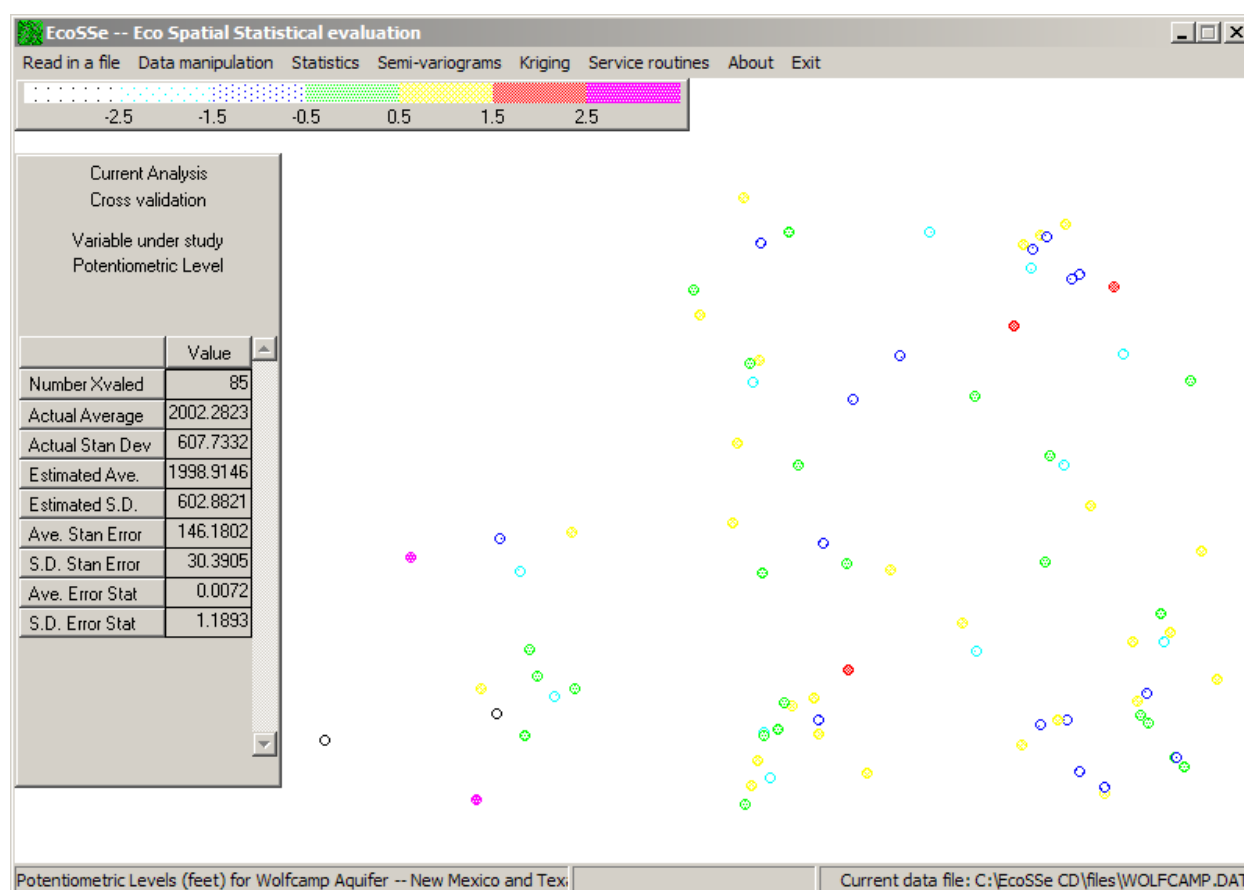 EcoSSe -- Eco Spatial Statistical evaluation
Read in a file Data manipulation Statistics Semi-variograms Kriging Service routines About Exit
-2.5 -1.5 -0.5 0.5 1.5 2.5
Current Analysis
Cross validation
Variable under study
Potentiometric Level
Value
Number Xvaled 85
Actual Average 2002.2823
Actual Stan Dev 607.7332
Estimated Ave. 1998.9146
Estimated S.D. 602.8821
Ave. Stan Error 146.1802
S.D. Stan Error 30.3905
Ave. Error Stat 0.0072
S.D. Error Stat 1.1893
Potentiometric Levels (feet) for Wolfcamp Aquifer -- New Mexico and Tex
Current data file: C:\EcoSSe CD\files\WOLFCAMP.DAT